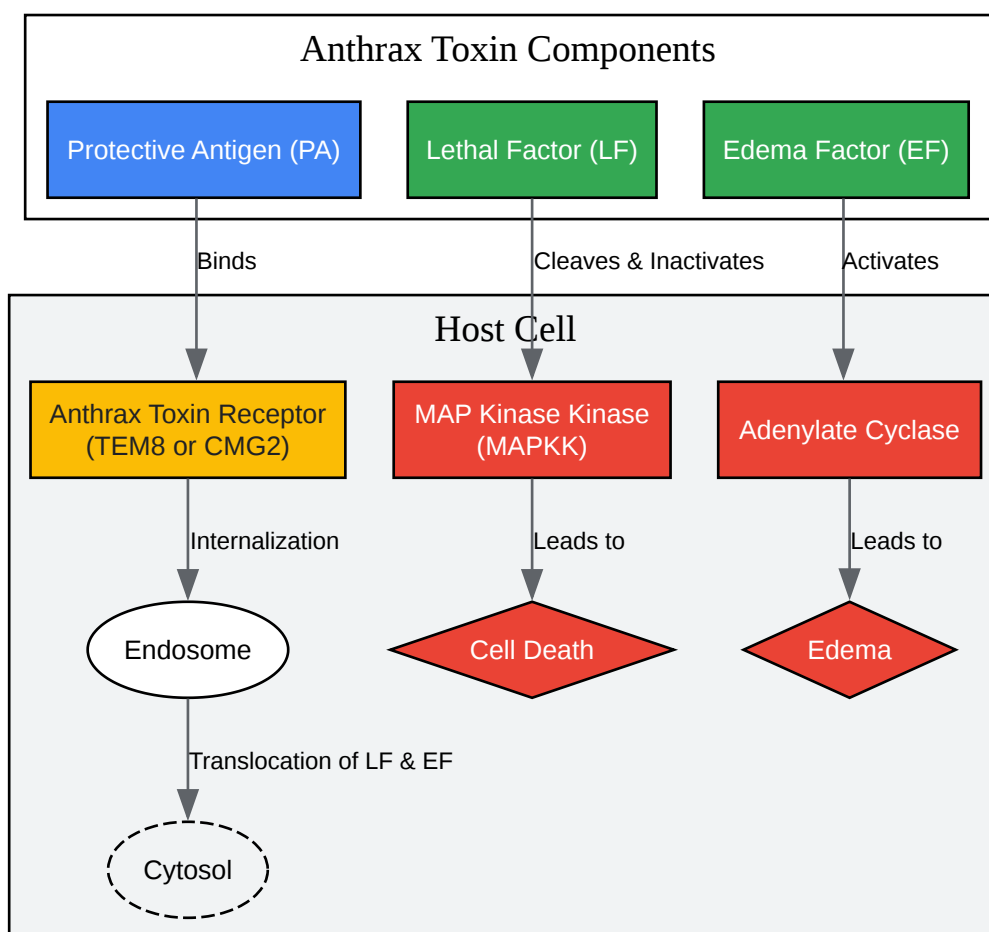 Anthrax Toxin Components
Protective Antigen (PA)
Lethal Factor (LF)
Edema Factor (EF)
Binds
Cleaves & Inactivates
Activates
Host Cell
Anthrax Toxin Receptor
(TEM8 or CMG2)
MAP Kinase Kinase
(MAPKK)
Adenylate Cyclase
Internalization
Leads to
Leads to
Endosome
Cell Death
Edema
Translocation of LF & EF
Cytosol